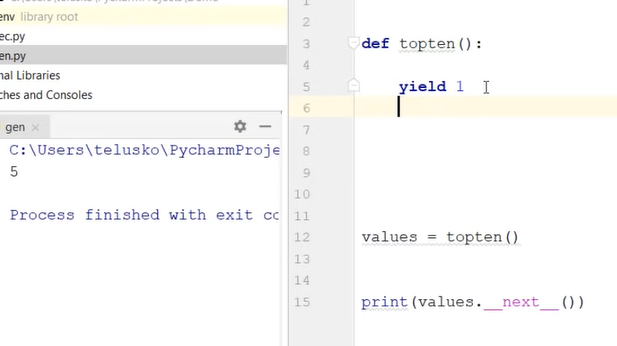 env library root
ec.py
en.py
nal Libraries
ches and Consoles
gen
C:\Users\telusko\PycharmProje
5
Process finished with exit co
1
2
3 def topten():
4
5 yield 1
6
7
8
9
10
11
12 values = topten()
13
14
15 print(values.__next__())